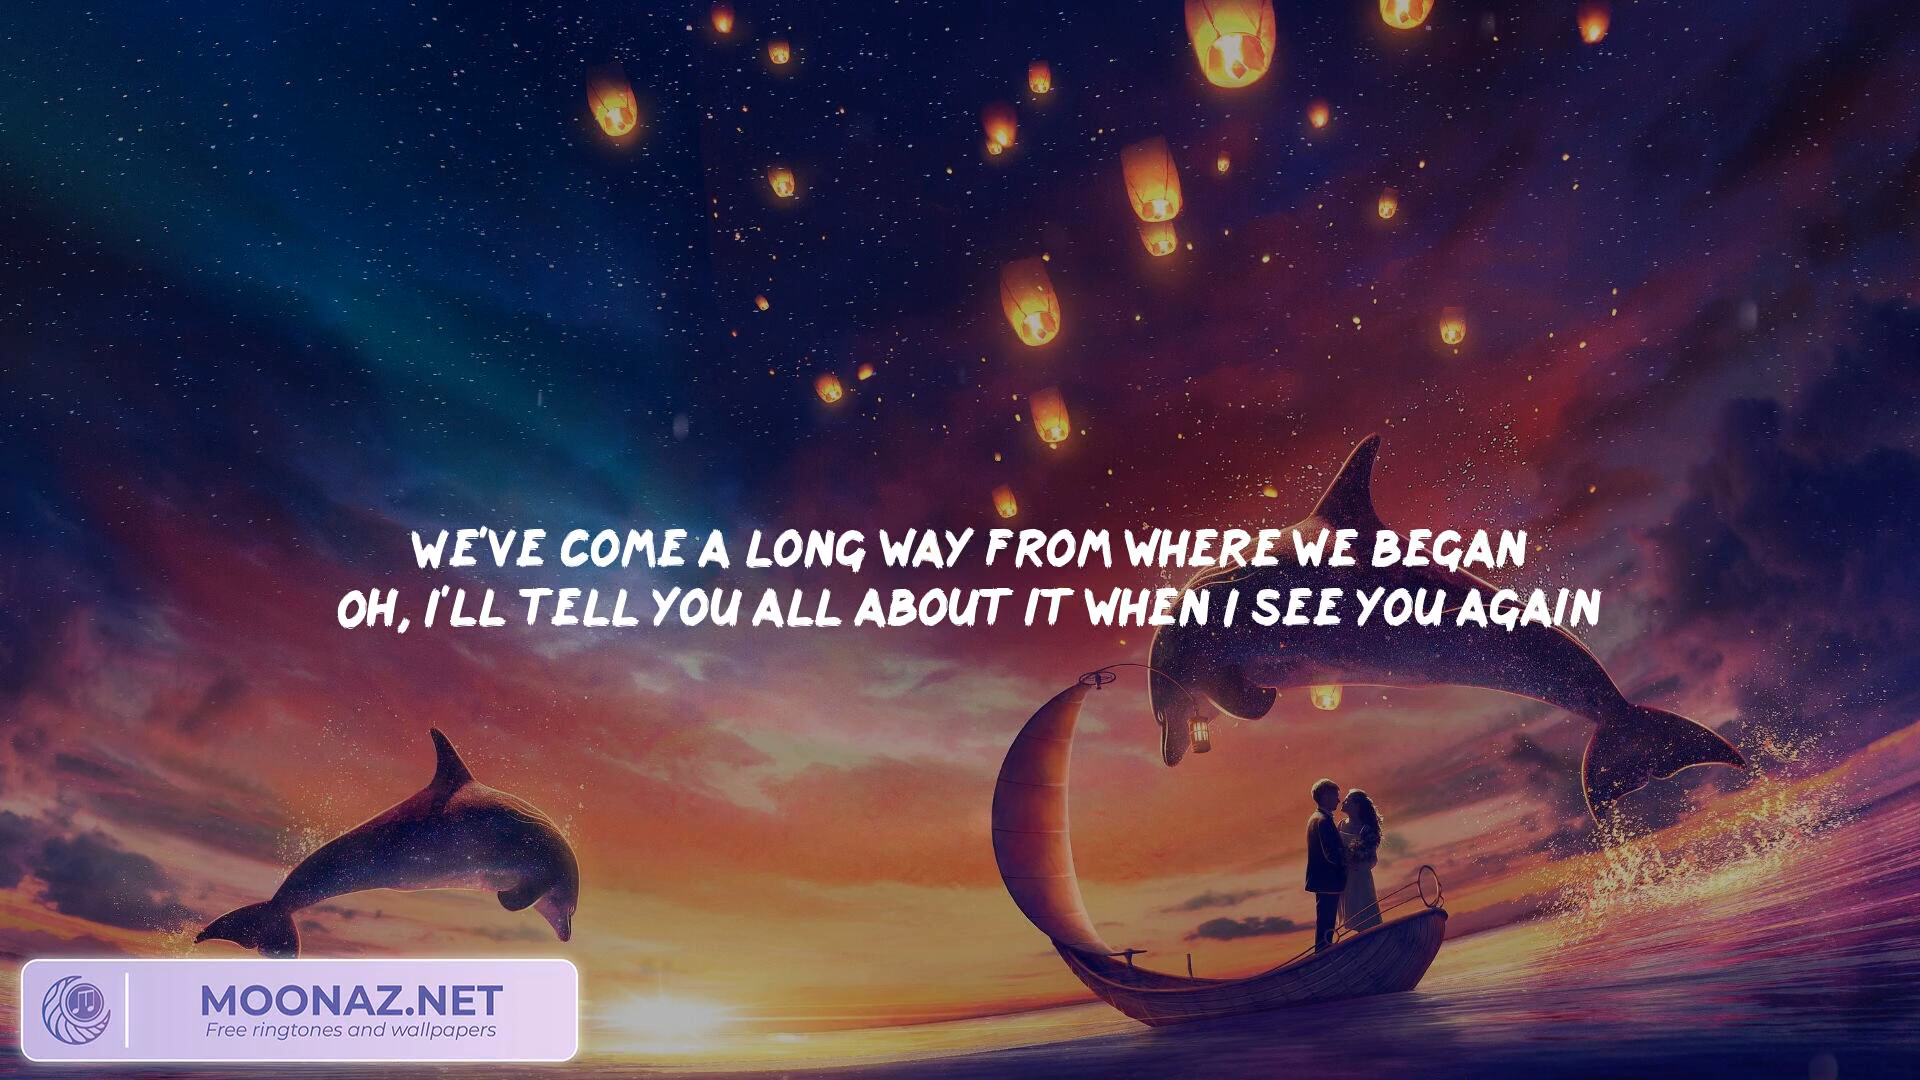 WE'VE COME A LONG WAY FROM WHERE WE BEGAN
OH, I'LL TELL YOU ALL ABOUT IT WHEN I SEE YOU AGAIN
MOONAZ.NET
Free ringtones and wallpapers